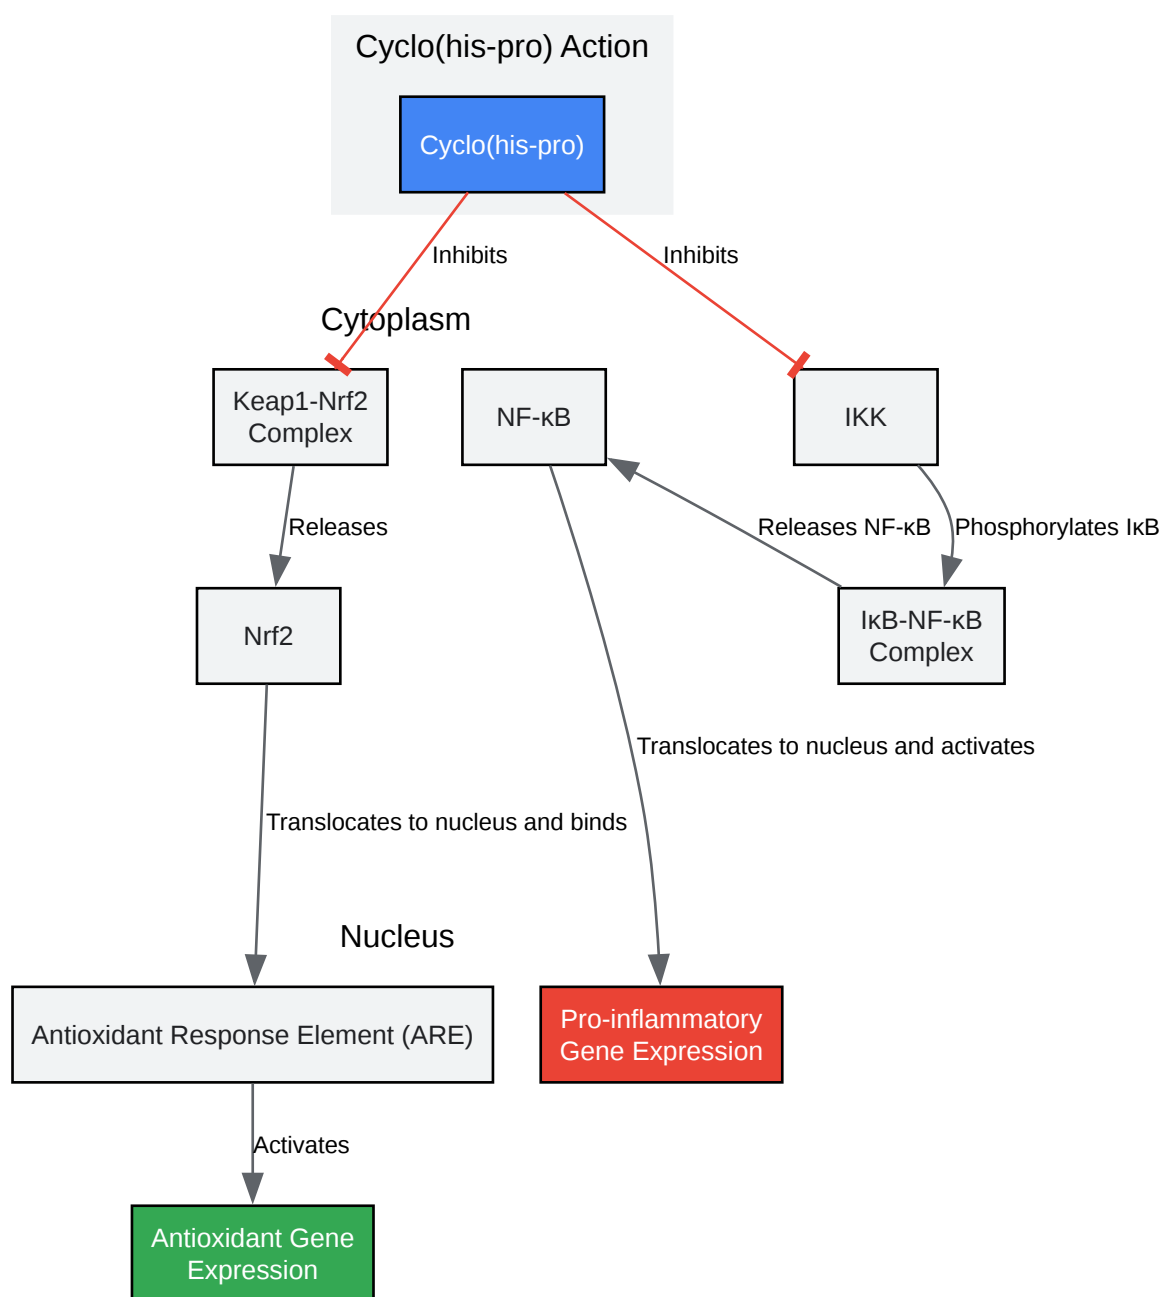 Cyclo(his-pro) Action
Cyclo(his-pro)
Inhibits
Inhibits
Cytoplasm
Keap1-Nrf2
Complex
NF-κB
IKK
Releases
Releases NF-κB
Phosphorylates IκB
Nrf2
IκB-NF-κB
Complex
Translocates to nucleus and activates
Translocates to nucleus and binds
Nucleus
Antioxidant Response Element (ARE)
Pro-inflammatory
Gene Expression
Activates
Antioxidant Gene
Expression